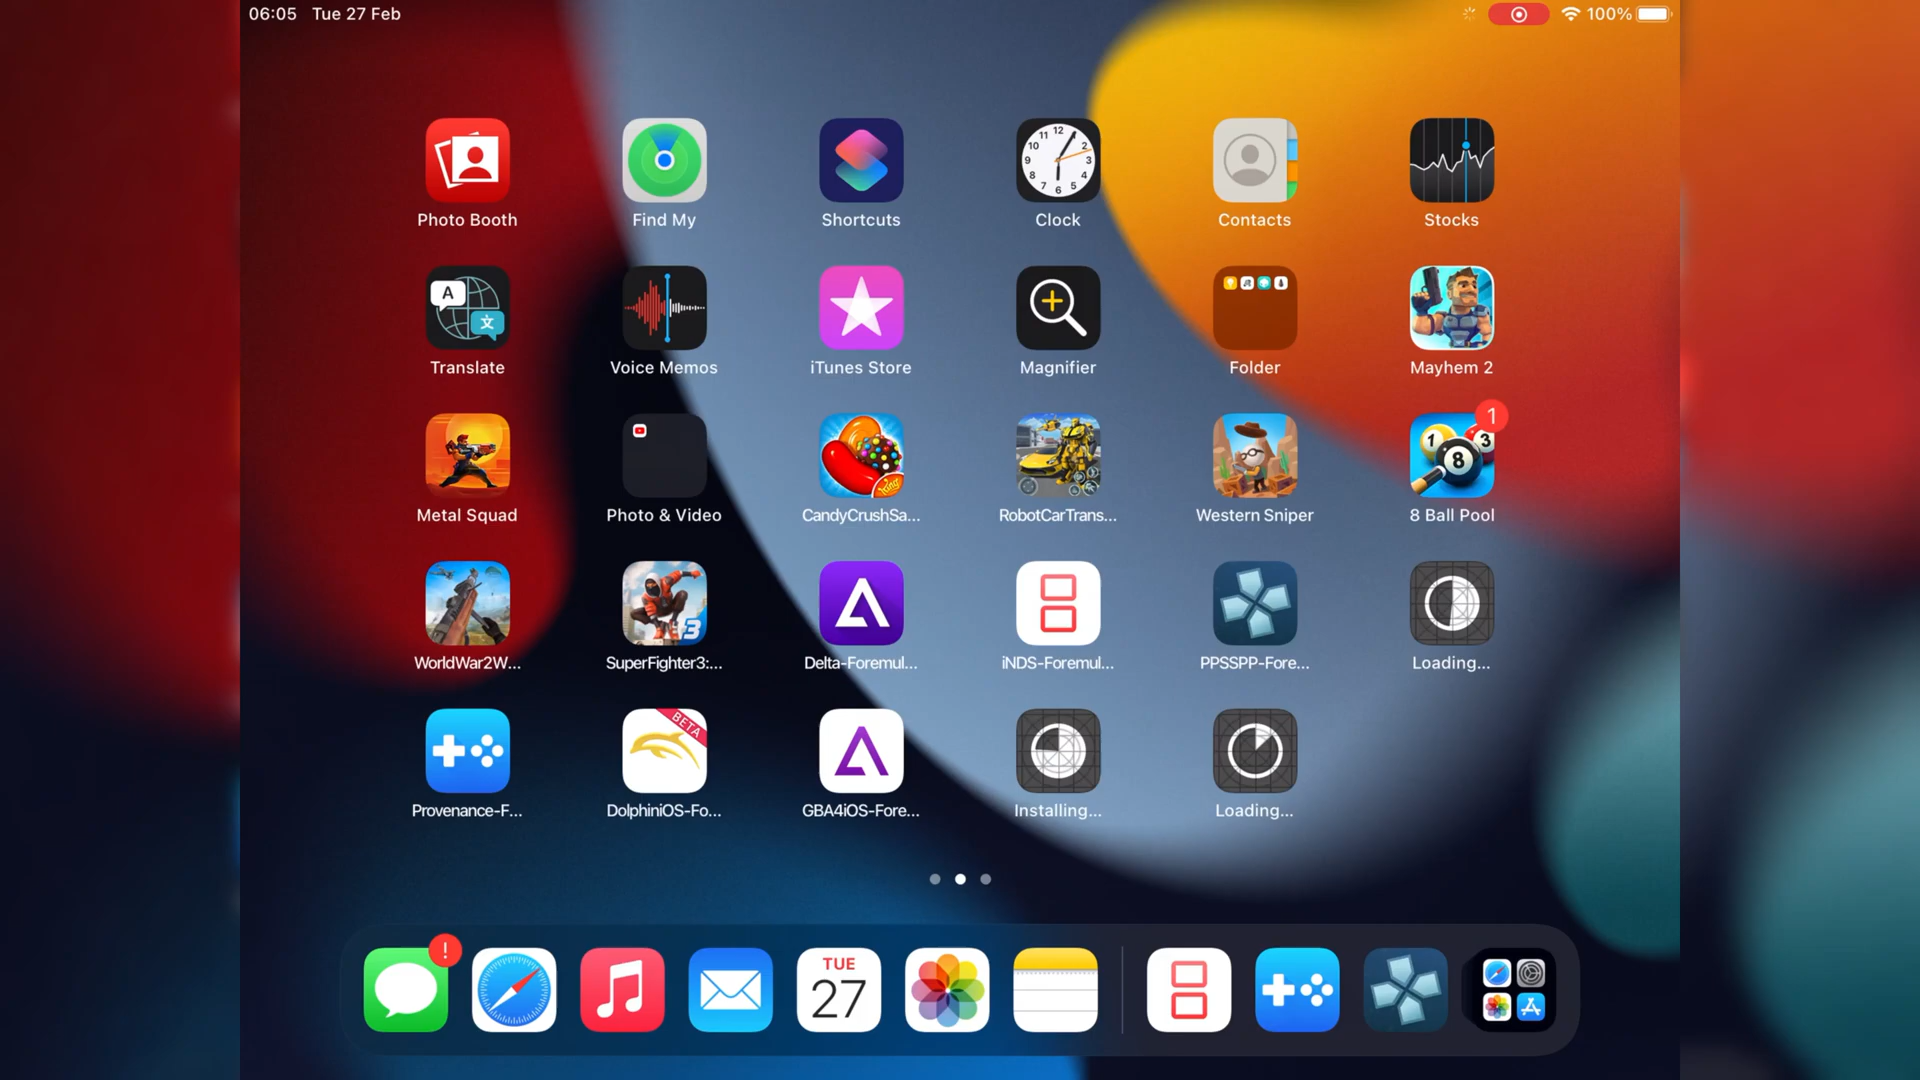 06:05 Tue 27 Feb
100%
Photo Booth
Find My
Shortcuts
Clock
Contacts
Stocks
Translate
Voice Memos
iTunes Store
Magnifier
Folder
Mayhem 2
Metal Squad
Photo & Video
CandyCrushSa...
RobotCarTrans...
Western Sniper
1
8 Ball Pool
WorldWar2W...
SuperFighter3:...
Delta-Foremul...
iNDS-Foremul...
PPSSPP-Fore...
Loading...
Provenance-F...
BETA
DolphiniOS-Fo...
GBA4iOS-Fore...
Installing...
Loading...
!
TUE
27